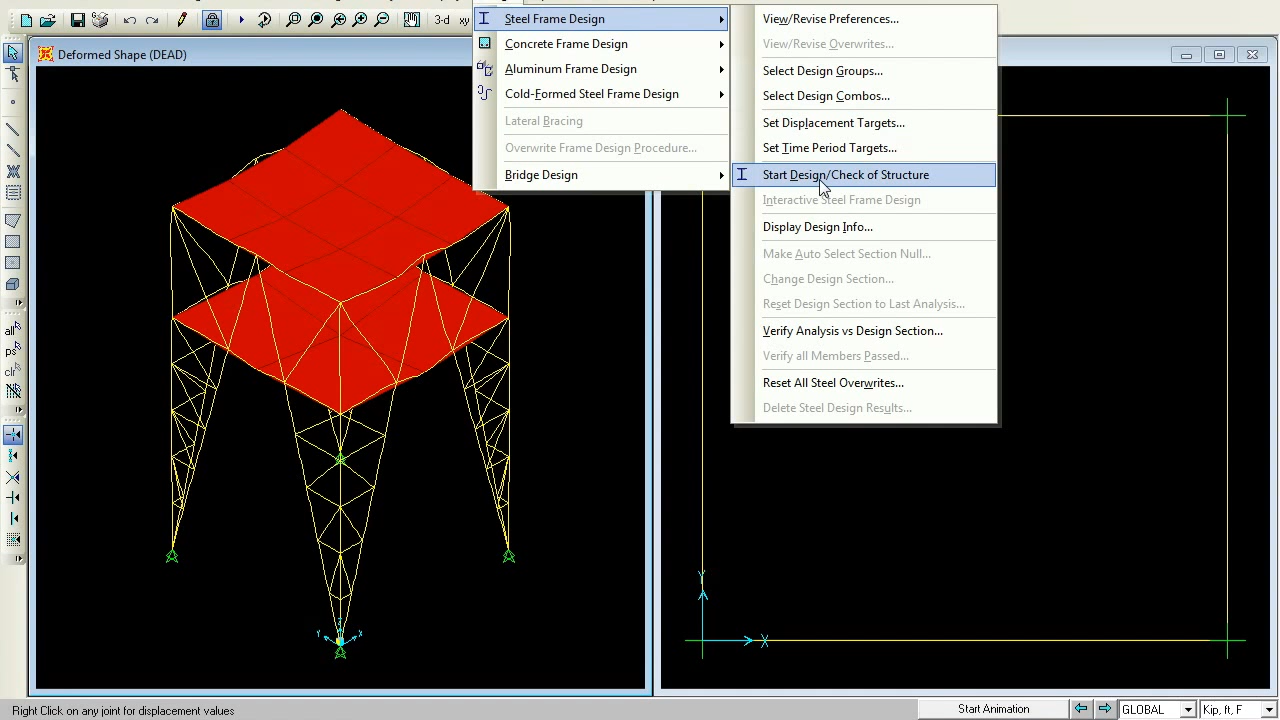 3-d xy
Deformed Shape (DEAD)
Steel Frame Design
Concrete Frame Design
Aluminum Frame Design
Cold-Formed Steel Frame Design
Lateral Bracing
Overwrite Frame Design Procedure...
Bridge Design
View/Revise Preferences...
View/Revise Overwrites...
Select Design Groups...
Select Design Combos...
Set Displacement Targets...
Set Time Period Targets...
Start Design/Check of Structure
Interactive Steel Frame Design
Display Design Info...
Make Auto Select Section Null...
Change Design Section...
Reset Design Section to Last Analysis...
Verify Analysis vs Design Section...
Verify all Members Passed...
Reset All Steel Overwrites...
Delete Steel Design Results...
all
ps
clr
Y
X
Y
X
Right Click on any joint for displacement values
Start Animation
GLOBAL
Kip, ft, F